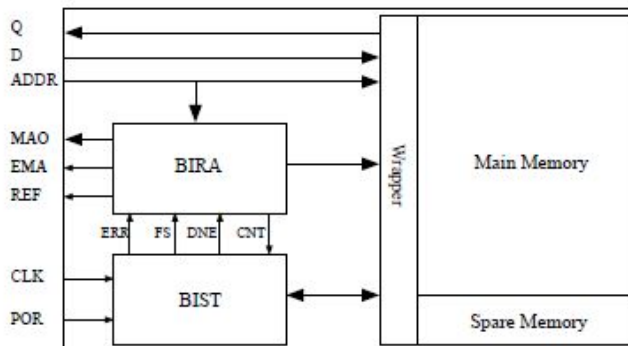 Q
D
ADDR
MAO
EMA
REF
BIRA
Wrapper
Main Memory
ERR FS DNE CNT
CLK
POR
BIST
Spare Memory